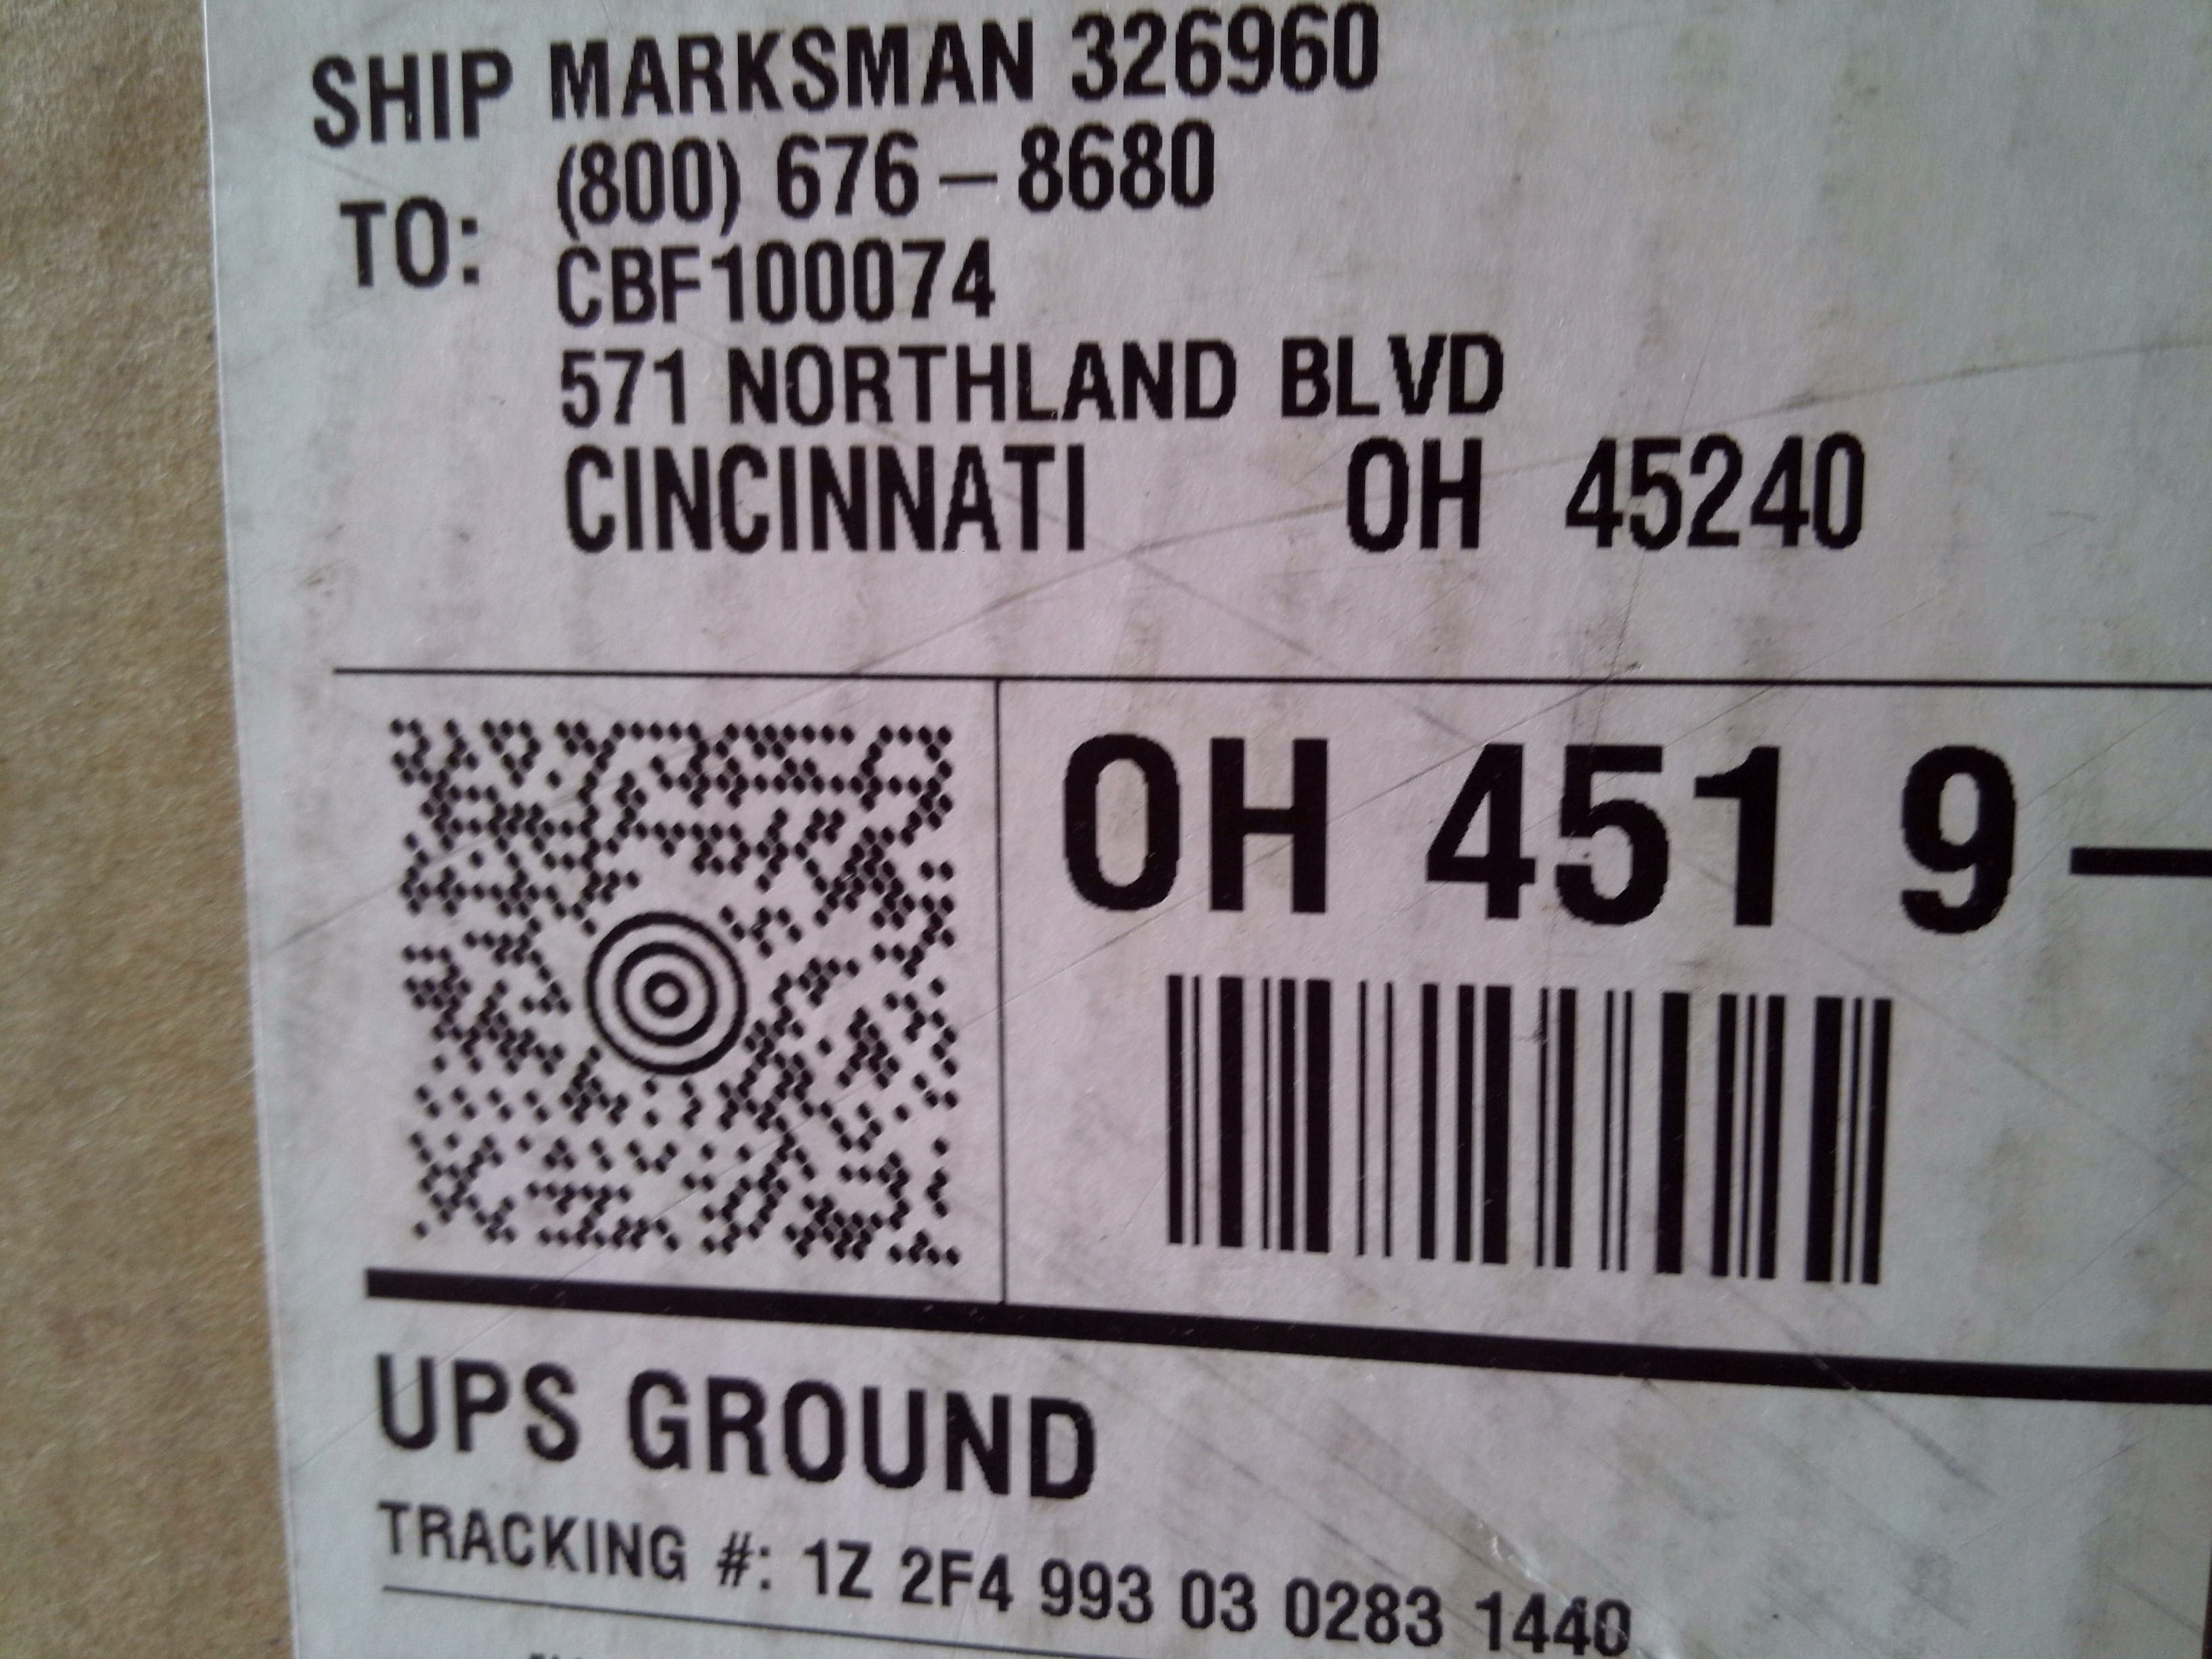 SHIP TO: MARKSMAN 326960
(800) 676-8680
CBF100074
571 NORTHLAND BLVD
CINCINNATI OH 45240
OH 451 9-
UPS GROUND
TRACKING #: 1Z 2F4 993 03 0283 1440